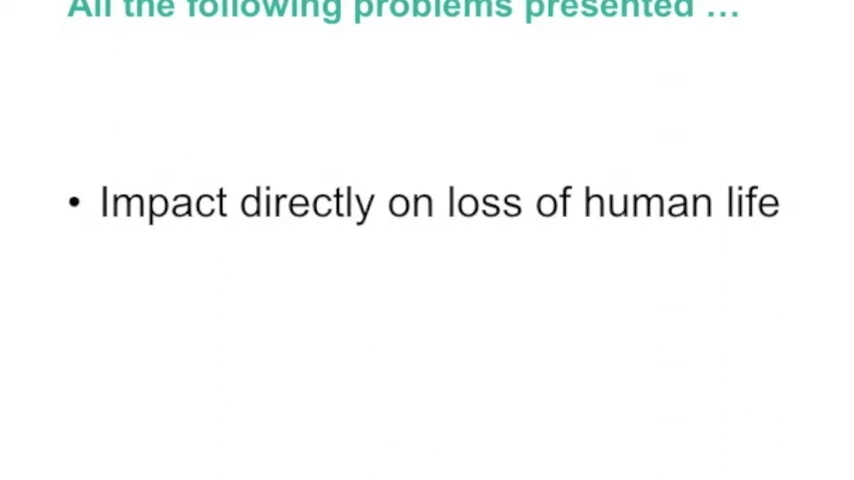 All the following problems presented …
• Impact directly on loss of human life